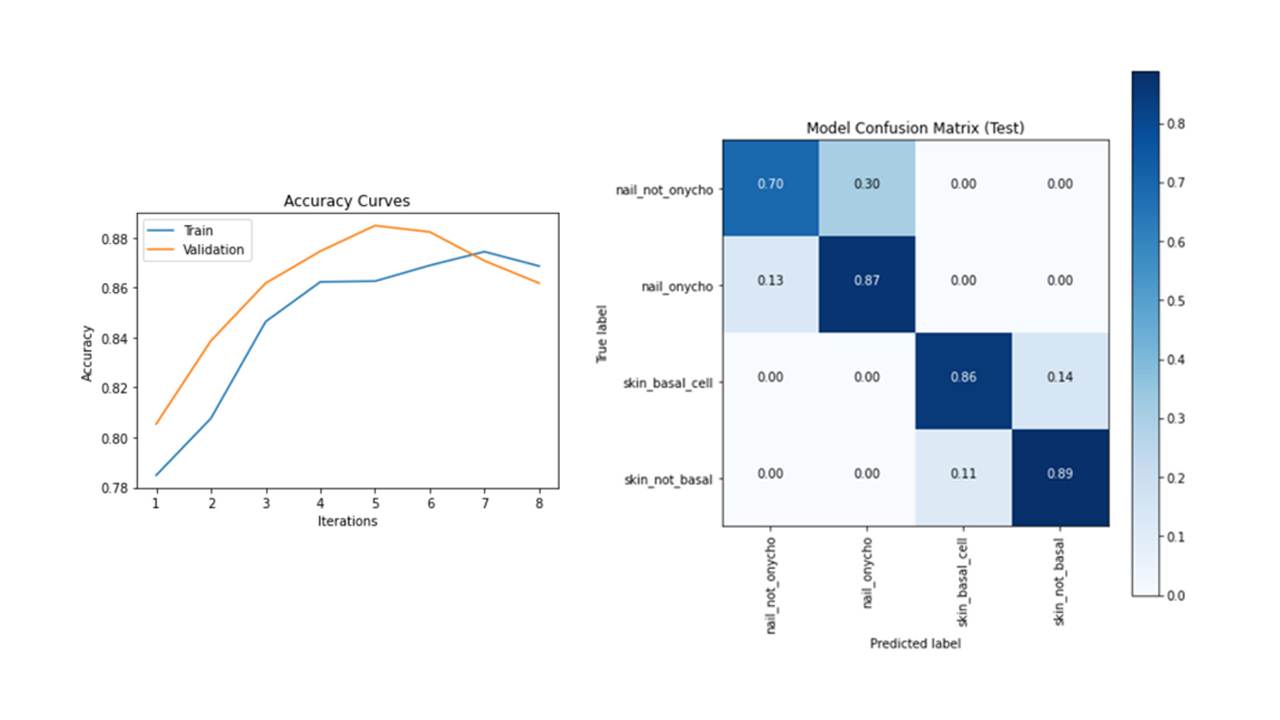 Accuracy Curves
Train
Validation
0.88
0.86
0.84
0.82
0.80
0.78
Accuracy
1 2 3 4 5 6 7 8
Iterations
Model Confusion Matrix (Test)
nail_not_onycho 0.70 0.30 0.00 0.00
nail_onycho 0.13 0.87 0.00 0.00
skin_basal_cell 0.00 0.00 0.86 0.14
skin_not_basal 0.00 0.00 0.11 0.89
True label
nail_not_onycho nail_onycho skin_basal_cell skin_not_basal
Predicted label
0.8
0.7
0.6
0.5
0.4
0.3
0.2
0.1
0.0